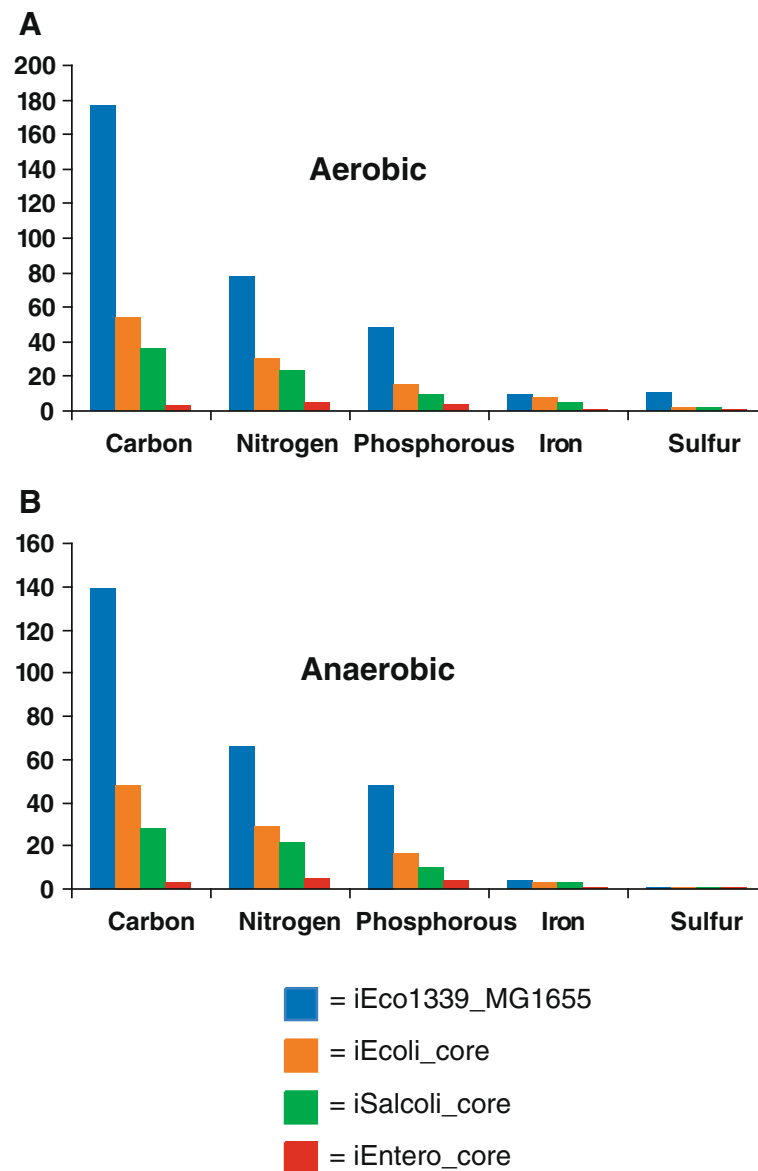 A
200
180
160
140
120
100
80
60
40
20
0
Aerobic
Carbon Nitrogen Phosphorous Iron Sulfur
B
160
140
120
100
80
60
40
20
0
Anaerobic
Carbon Nitrogen Phosphorous Iron Sulfur
= iEco1339_MG1655
= iEcoli_core
= iSalcoli_core
= iEntero_core